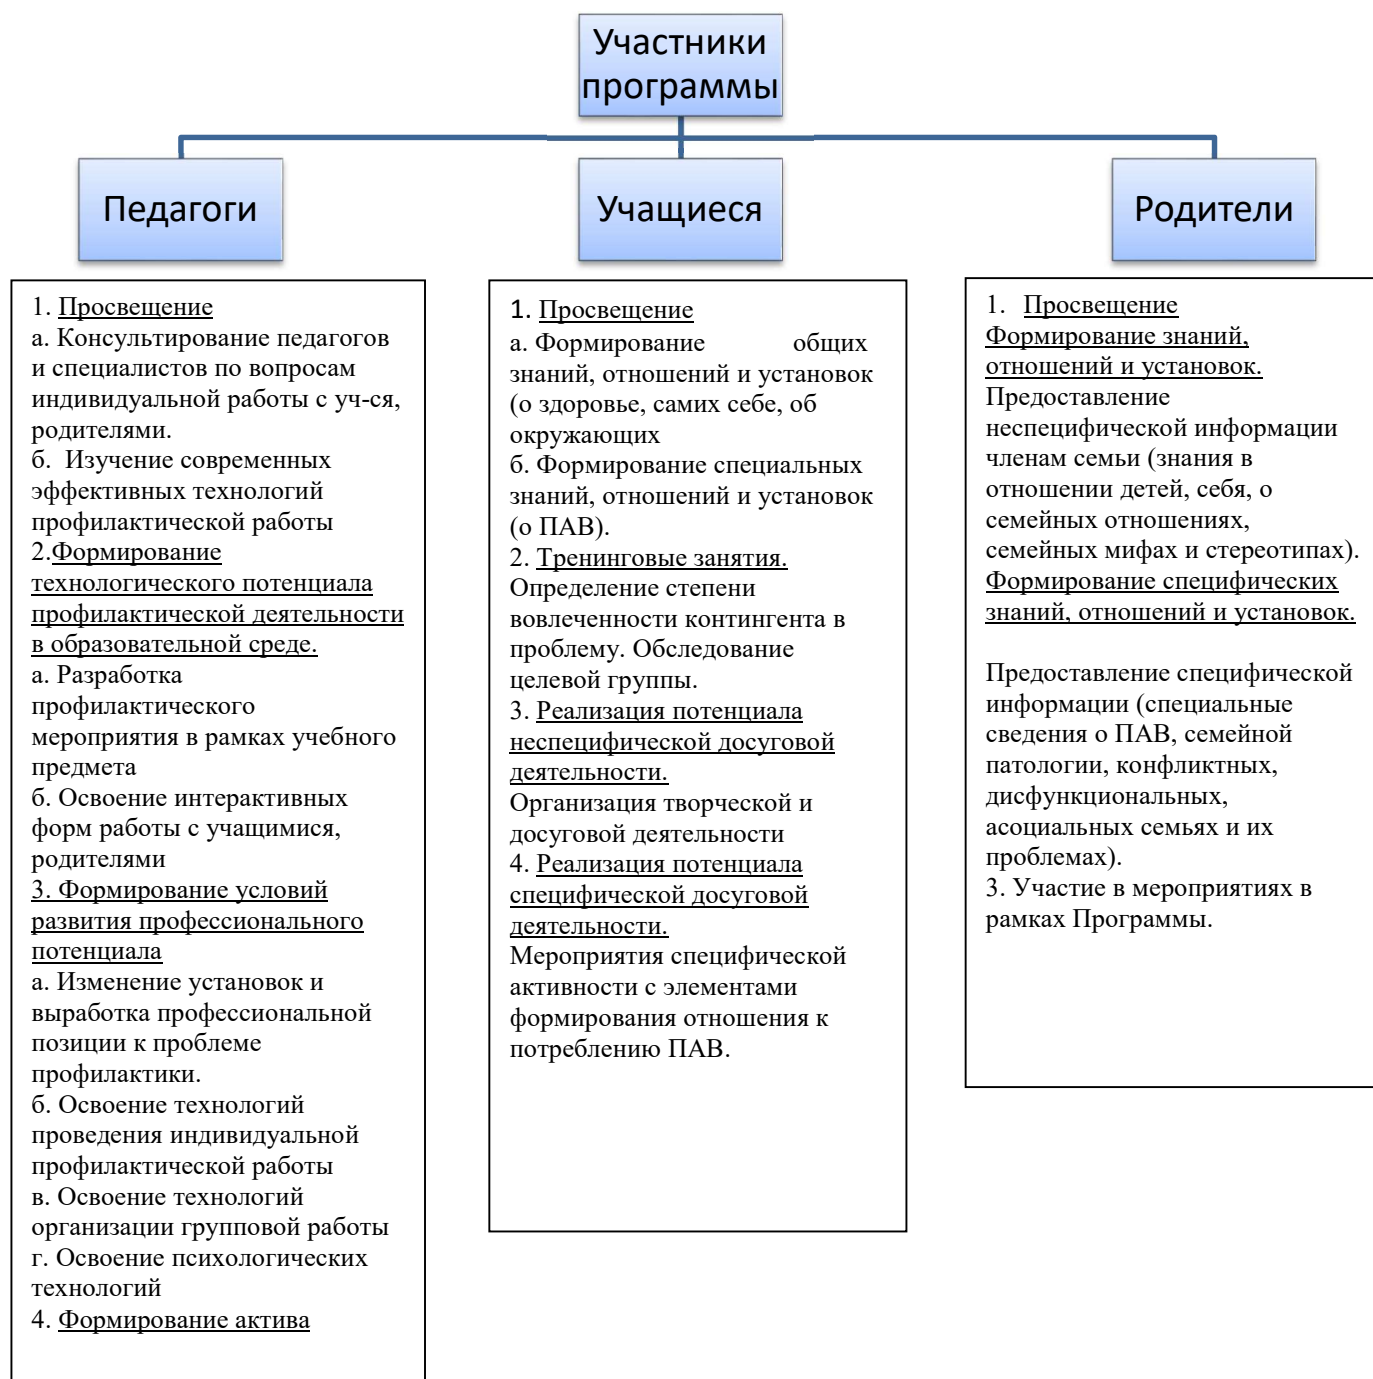 Участники
программы
Педагоги
Учащиеся
Родители
1. Просвещение
а. Консультирование педагогов
и специалистов по вопросам
индивидуальной работы с уч-ся,
родителями.
б.  Изучение современных
эффективных технологий
профилактической работы
2.Формирование
технологического потенциала
профилактической деятельности
в образовательной среде.
а. Разработка
профилактического
мероприятия в рамках учебного
предмета
б. Освоение интерактивных
форм работы с учащимися,
родителями
3. Формирование условий
развития профессионального
потенциала
а. Изменение установок и
выработка профессиональной
позиции к проблеме
профилактики.
б. Освоение технологий
проведения индивидуальной
профилактической работы
в. Освоение технологий
организации групповой работы
г. Освоение психологических
технологий
4. Формирование актива
1. Просвещение
а. Формирование общих
знаний, отношений и установок
(о здоровье, самих себе, об
окружающих
б. Формирование специальных
знаний, отношений и установок
(о ПАВ).
2. Тренинговые занятия.
Определение степени
вовлеченности контингента в
проблему. Обследование
целевой группы.
3. Реализация потенциала
неспецифической досуговой
деятельности.
Организация творческой и
досуговой деятельности
4. Реализация потенциала
специфической досуговой
деятельности.
Мероприятия специфической
активности с элементами
формирования отношения к
потреблению ПАВ.
1. Просвещение
Формирование знаний,
отношений и установок.
Предоставление
неспецифической информации
членам семьи (знания в
отношении детей, себя, о
семейных отношениях,
семейных мифах и стереотипах).
Формирование специфических
знаний, отношений и установок.
Предоставление специфической
информации (специальные
сведения о ПАВ, семейной
патологии, конфликтных,
дисфункциональных,
асоциальных семьях и их
проблемах).
3. Участие в мероприятиях в
рамках Программы.